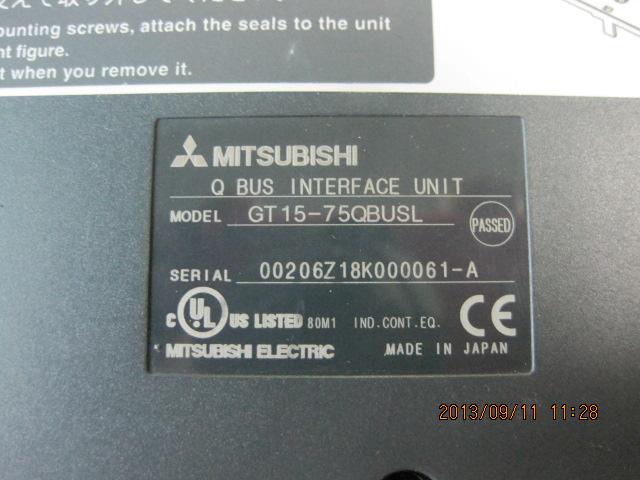 ounting screws, attach the seals to the unit
nt figure.
t when you remove it.
MITSUBISHI
Q BUS INTERFACE UNIT
MODEL GT15-75QBUSL
PASSED
SERIAL 00206Z18K000061-A
C UL US LISTED 80M1 IND.CONT.EQ. CE
MITSUBISHI ELECTRIC MADE IN JAPAN
2013/09/11 11:28